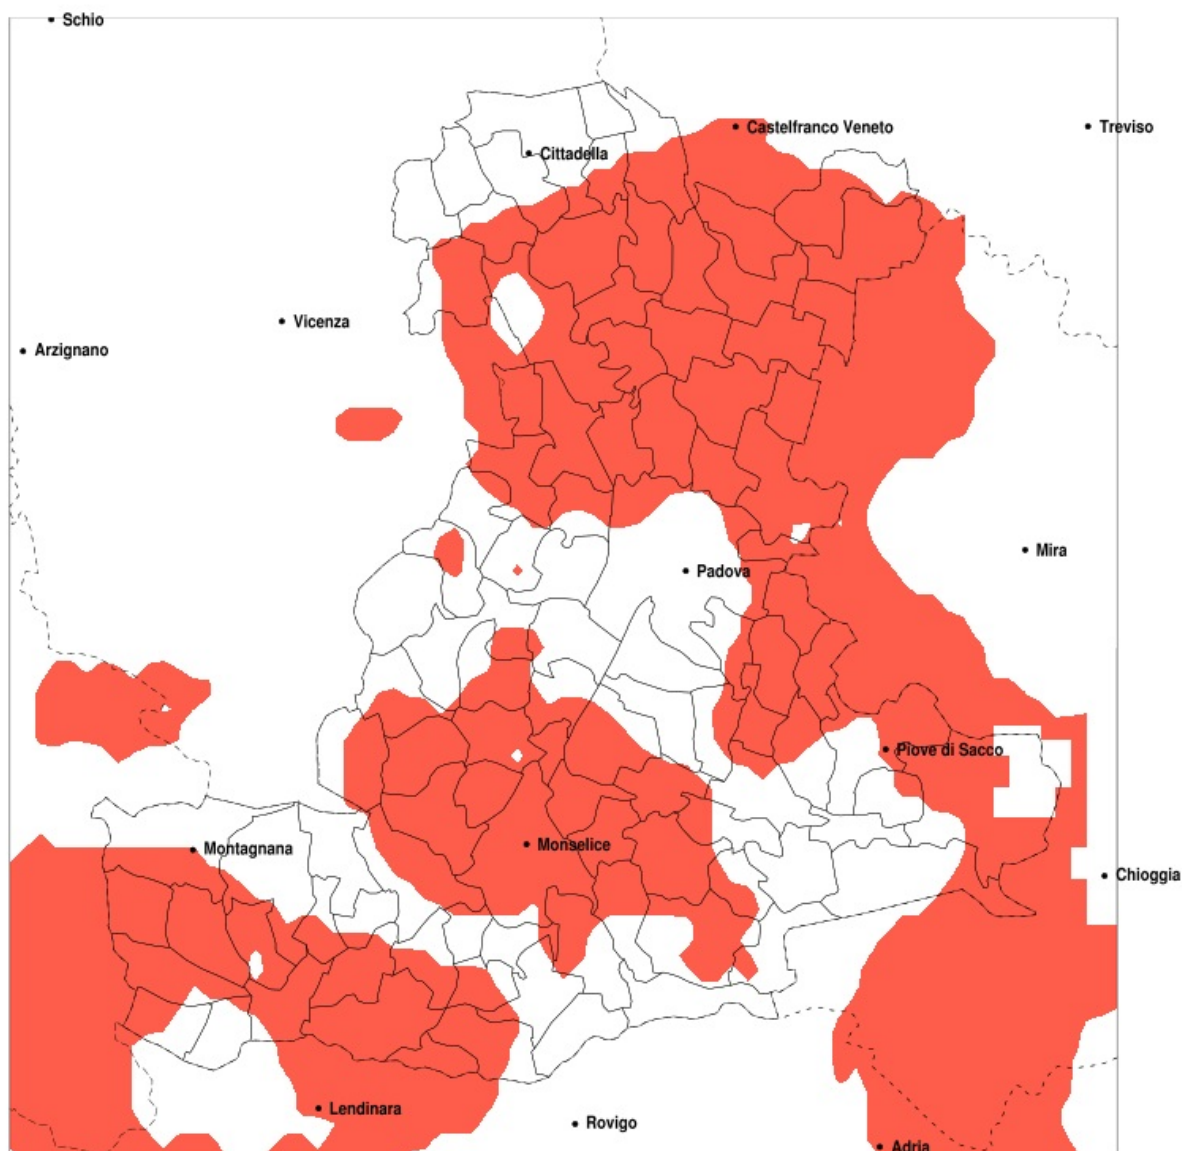 Schio
Castelfranco Veneto
Treviso
Cittadella
Vicenza
Arzignano
Mira
Padova
Piove di Sacco
Monselice
Montagnana
Chioggia
Lendinara
Rovigo
Adria